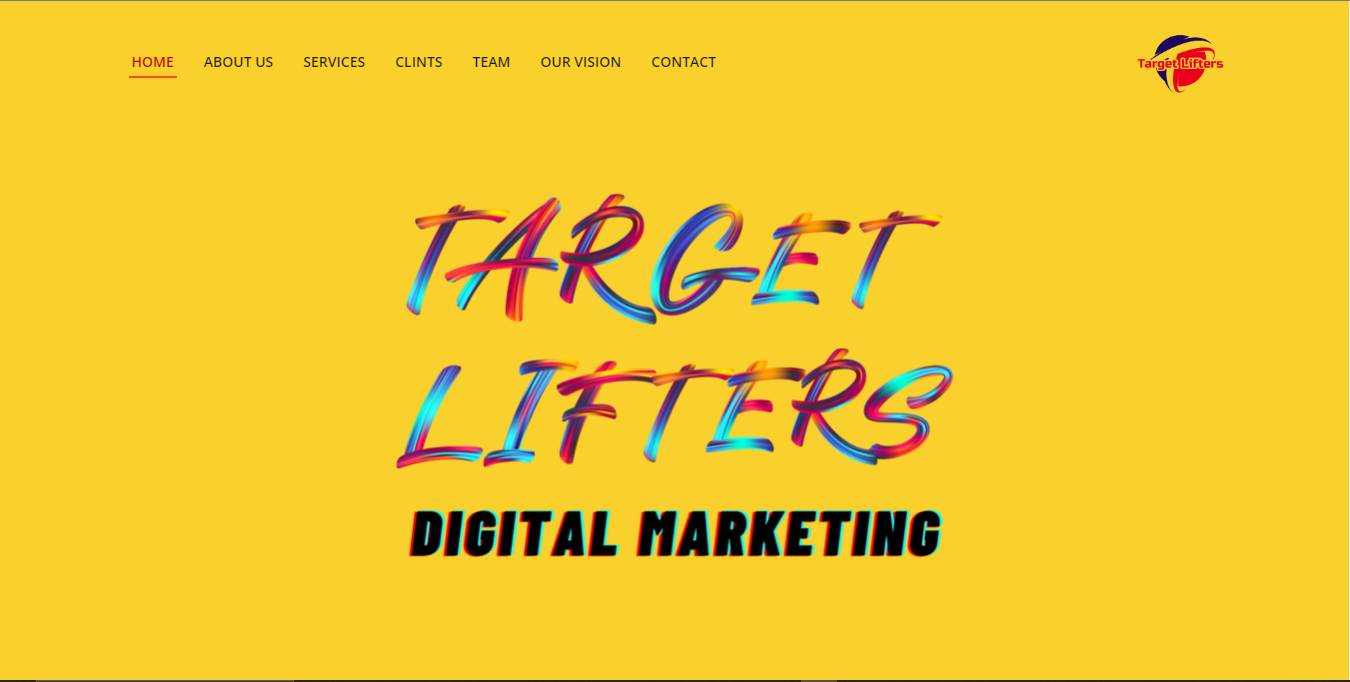 HOME ABOUT US SERVICES CLINTS TEAM OUR VISION CONTACT
Target Lifters
TARGET
LIFTERS
DIGITAL MARKETING